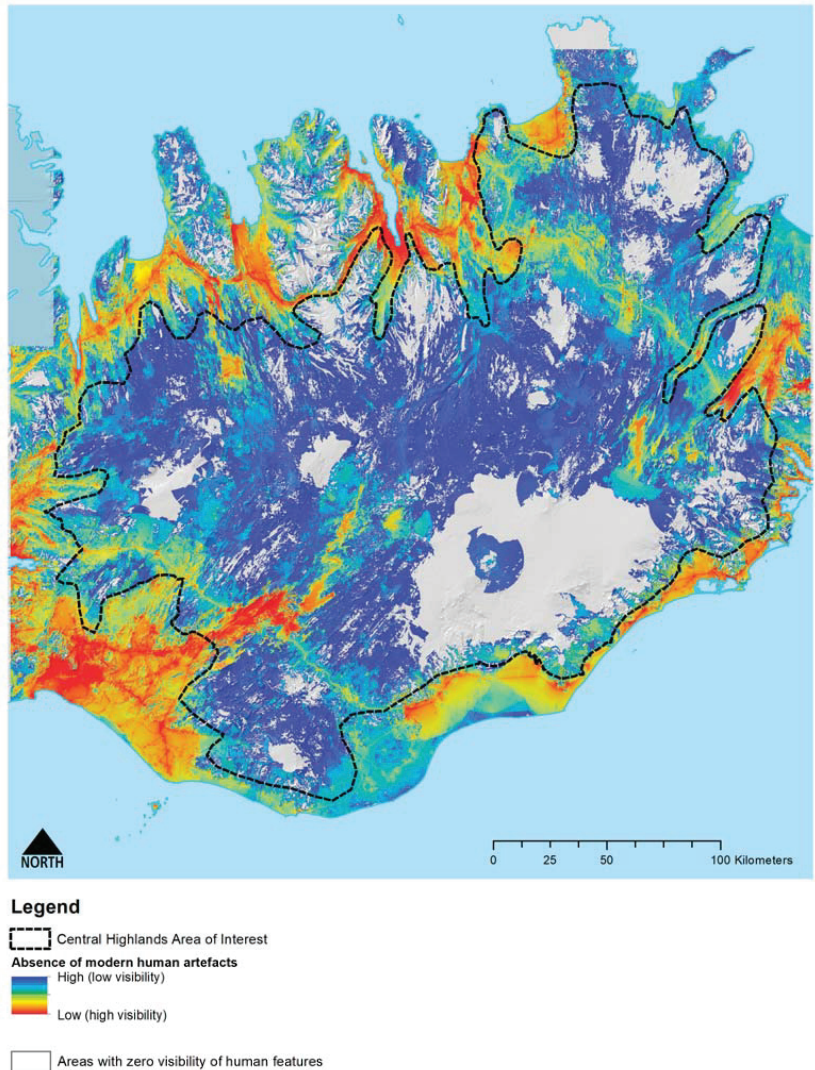 NORTH
0 25 50 100 Kilometers
Legend
Central Highlands Area of Interest
Absence of modern human artefacts
High (low visibility)
Low (high visibility)
Areas with zero visibility of human features